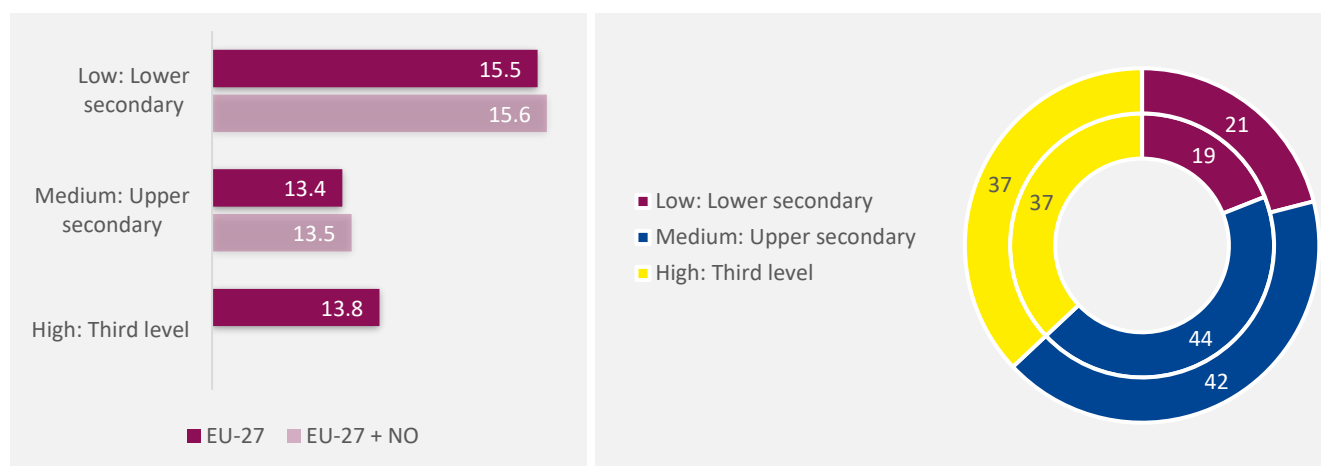 Low: Lower
secondary
15.5
15.6
Medium: Upper
secondary
13.4
13.5
High: Third level
13.8
EU-27
EU-27 + NO
Low: Lower secondary
Medium: Upper secondary
High: Third level
21
19
37
37
44
42